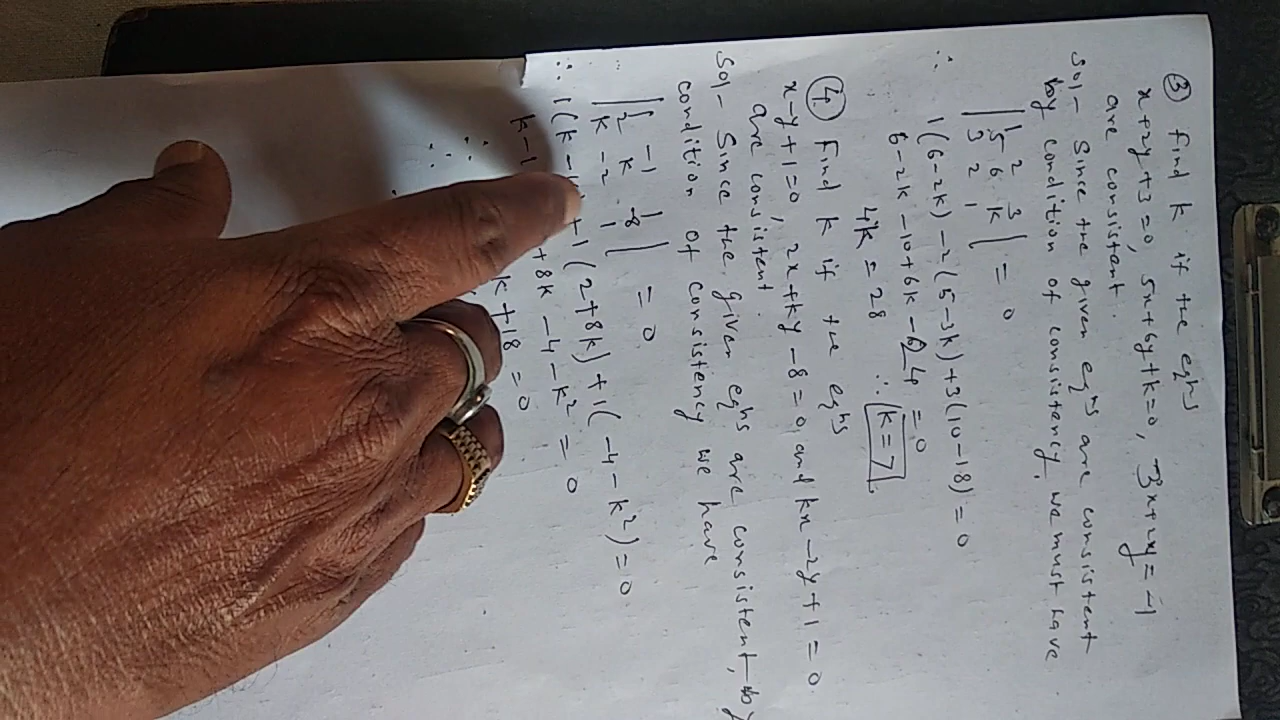 ③ Find k if the eqns
x+2y+3=0, 5x+6y+k=0, 3x+2y=-1
are consistent.
Sol- Since the given eqns are consistent
by condition of consistency we must have
| 1 2 3 |
| 5 6 k | = 0
| 3 2 1 |
∴ 1(6-2k) -2(5-3k)+3(10-18)=0
6-2k -10+6k -24 =0
4k = 28 ∴ k=7
④ Find k if the eqns
x-y+1=0, 2x+ky-8=0 and kx-2y+1=0
are consistent.
Sol- Since the given eqns are consistent, by
condition of consistency we have
| 1 -1 1 |
| 2 k -8 | = 0
| k -2 1 |
∴ 1(k-1 +1(2+8k)+1(-4-k²)=0
k-1 +8k -4-k² = 0
k+18 =0